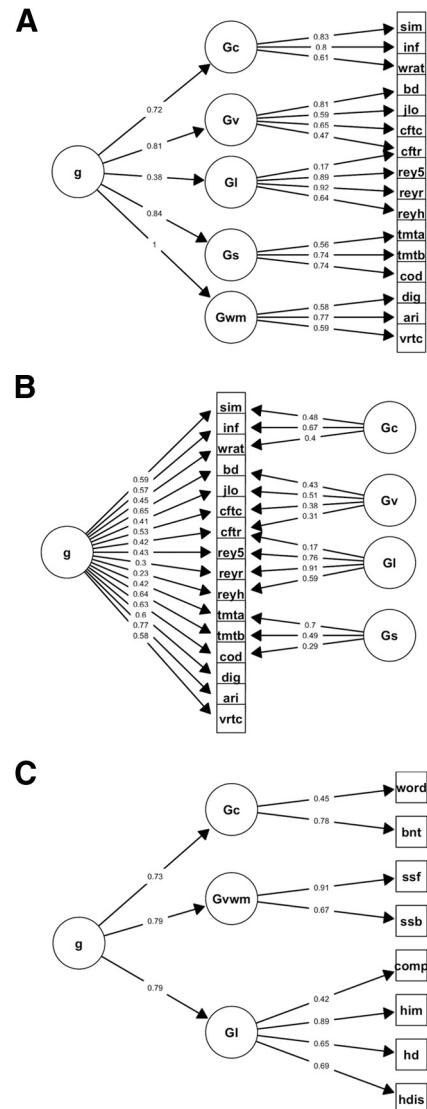 A
g
Gc
Gv
Gl
Gs
Gwm
0.72
0.81
0.38
0.84
1
0.83
0.8
0.61
0.81
0.59
0.65
0.47
0.17
0.89
0.92
0.64
0.56
0.74
0.74
0.58
0.77
0.59
sim
inf
wrat
bd
jlo
cftc
cftr
rey5
reyr
reyh
tmta
tmtb
cod
dig
ari
vrtc
B
g
0.59
0.57
0.45
0.65
0.41
0.53
0.42
0.43
0.3
0.23
0.42
0.64
0.63
0.6
0.77
0.58
sim
inf
wrat
bd
jlo
cftc
cftr
rey5
reyr
reyh
tmta
tmtb
cod
dig
ari
vrtc
0.48
0.67
0.4
0.43
0.51
0.38
0.31
0.17
0.76
0.91
0.59
0.7
0.49
0.29
Gc
Gv
Gl
Gs
C
g
0.73
0.79
0.79
Gc
Gvwm
Gl
0.45
0.78
0.91
0.67
0.42
0.89
0.65
0.69
word
bnt
ssf
ssb
comp
him
hd
hdis